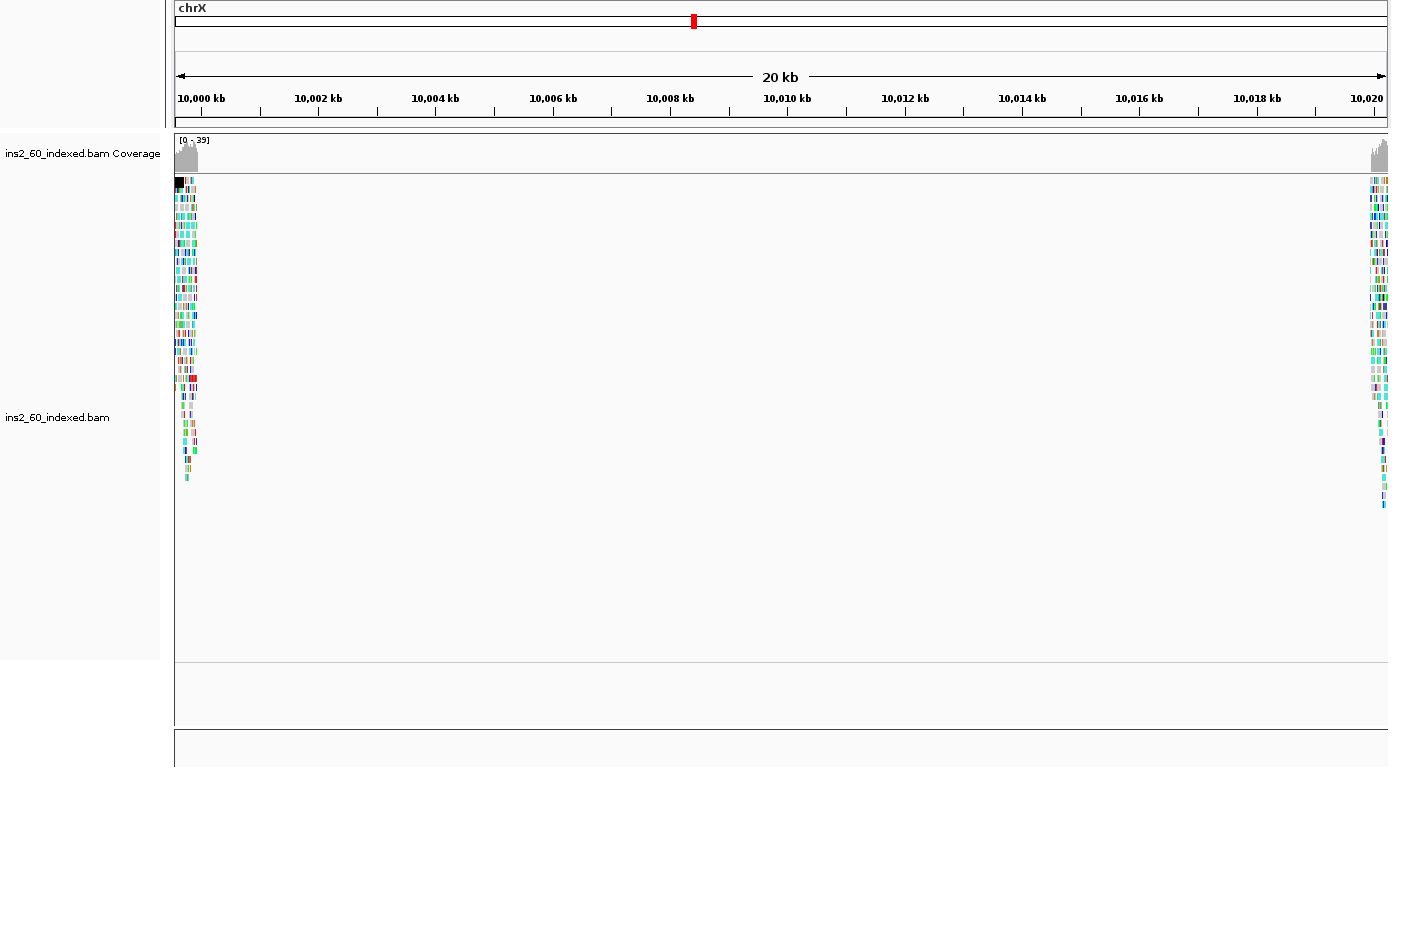 chrX
20 kb
10,000 kb 10,002 kb 10,004 kb 10,006 kb 10,008 kb 10,010 kb 10,012 kb 10,014 kb 10,016 kb 10,018 kb 10,020
[0 - 39]
ins2_60_indexed.bam Coverage
ins2_60_indexed.bam